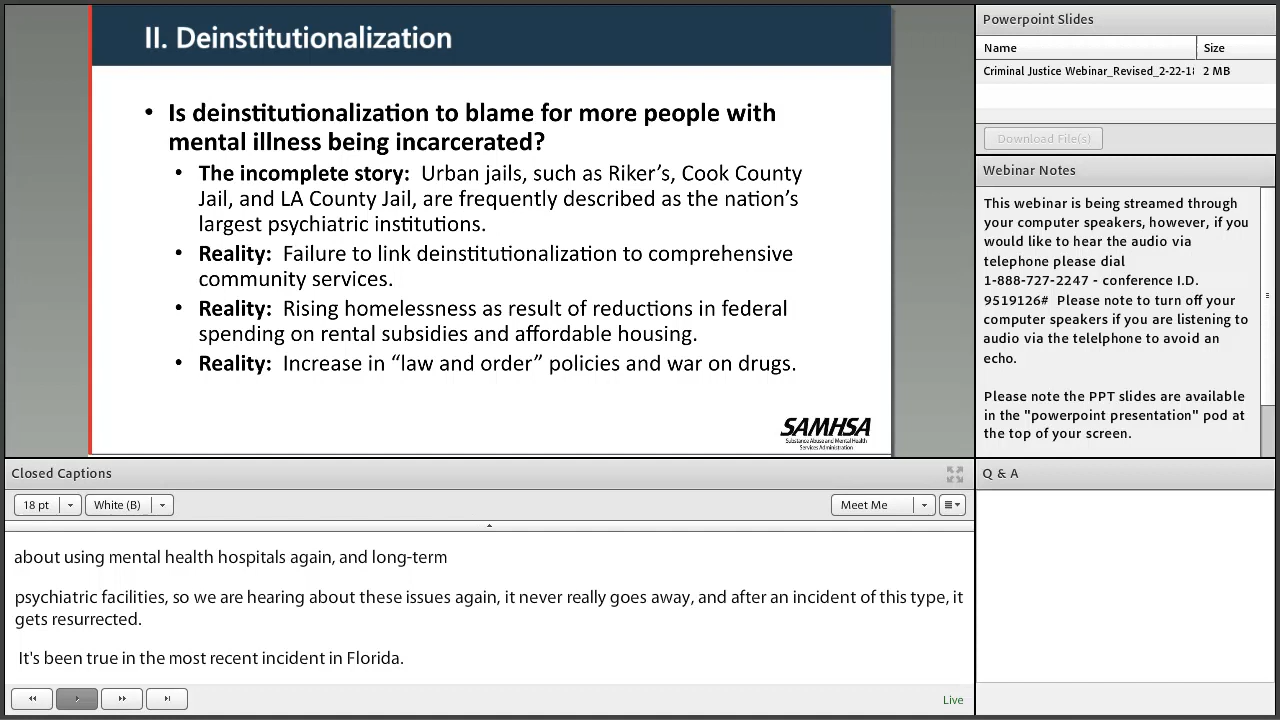 II. Deinstitutionalization
• Is deinstitutionalization to blame for more people with
mental illness being incarcerated?
• The incomplete story: Urban jails, such as Riker's, Cook County
Jail, and LA County Jail, are frequently described as the nation's
largest psychiatric institutions.
• Reality: Failure to link deinstitutionalization to comprehensive
community services.
• Reality: Rising homelessness as result of reductions in federal
spending on rental subsidies and affordable housing.
• Reality: Increase in “law and order” policies and war on drugs.
SAMHSA
Substance Abuse and Mental Health
Services Administration
Powerpoint Slides
Name Size
Criminal Justice Webinar_Revised_2-22-18 2 MB
Download File(s)
Webinar Notes
This webinar is being streamed through
your computer speakers, however, if you
would like to hear the audio via
telephone please dial
1-888-727-2247 - conference I.D.
9519126# Please note to turn off your
computer speakers if you are listening to
audio via the telelphone to avoid an
echo.
Please note the PPT slides are available
in the "powerpoint presentation" pod at
the top of your screen.
Closed Captions
18 pt White (B) Meet Me
about using mental health hospitals again, and long-term
psychiatric facilities, so we are hearing about these issues again, it never really goes away, and after an incident of this type, it
gets resurrected.
It's been true in the most recent incident in Florida.
Live
Q & A